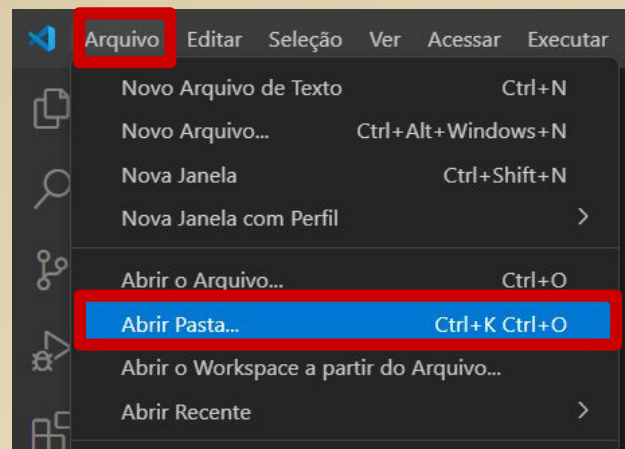 Arquivo Editar Seleção Ver Acessar Executar
Novo Arquivo de Texto Ctrl+N
Novo Arquivo... Ctrl+Alt+Windows+N
Nova Janela Ctrl+Shift+N
Nova Janela com Perfil
Abrir o Arquivo... Ctrl+O
Abrir Pasta... Ctrl+K Ctrl+O
Abrir o Workspace a partir do Arquivo...
Abrir Recente